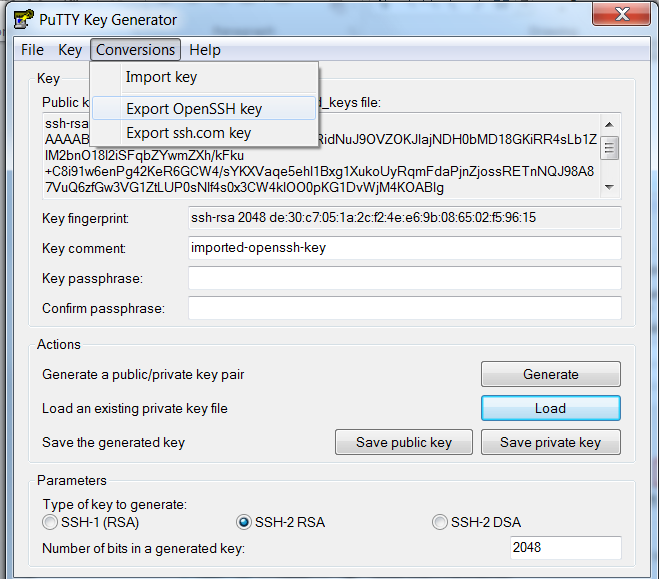 PuTTY Key Generator
File Key Conversions Help
Import key
Export OpenSSH key
Export ssh.com key
Key
Public k d_keys file:
ssh-rsa
AAAAB RidNuJ9OVZOKJlajNDH0bMD18GKiRR4sLb1Z
lM2bnO18l2iSFqbZYwmZXh/kFku
+C8i91w6enPg42KeR6GCW4/sYKXVaqe5ehI1Bxg1XukoUyRqmFdaPjnZjossRETnNQJ98A8
7VuQ6zfGw3VG1ZtLUP0sNlf4s0x3CW4klOO0pKG1DvWjM4KOABlg
Key fingerprint: ssh-rsa 2048 de:30:c7:05:1a:2c:f2:4e:e6:9b:08:65:02:f5:96:15
Key comment: imported-openssh-key
Key passphrase:
Confirm passphrase:
Actions
Generate a public/private key pair Generate
Load an existing private key file Load
Save the generated key Save public key Save private key
Parameters
Type of key to generate:
SSH-1 (RSA) SSH-2 RSA SSH-2 DSA
Number of bits in a generated key: 2048